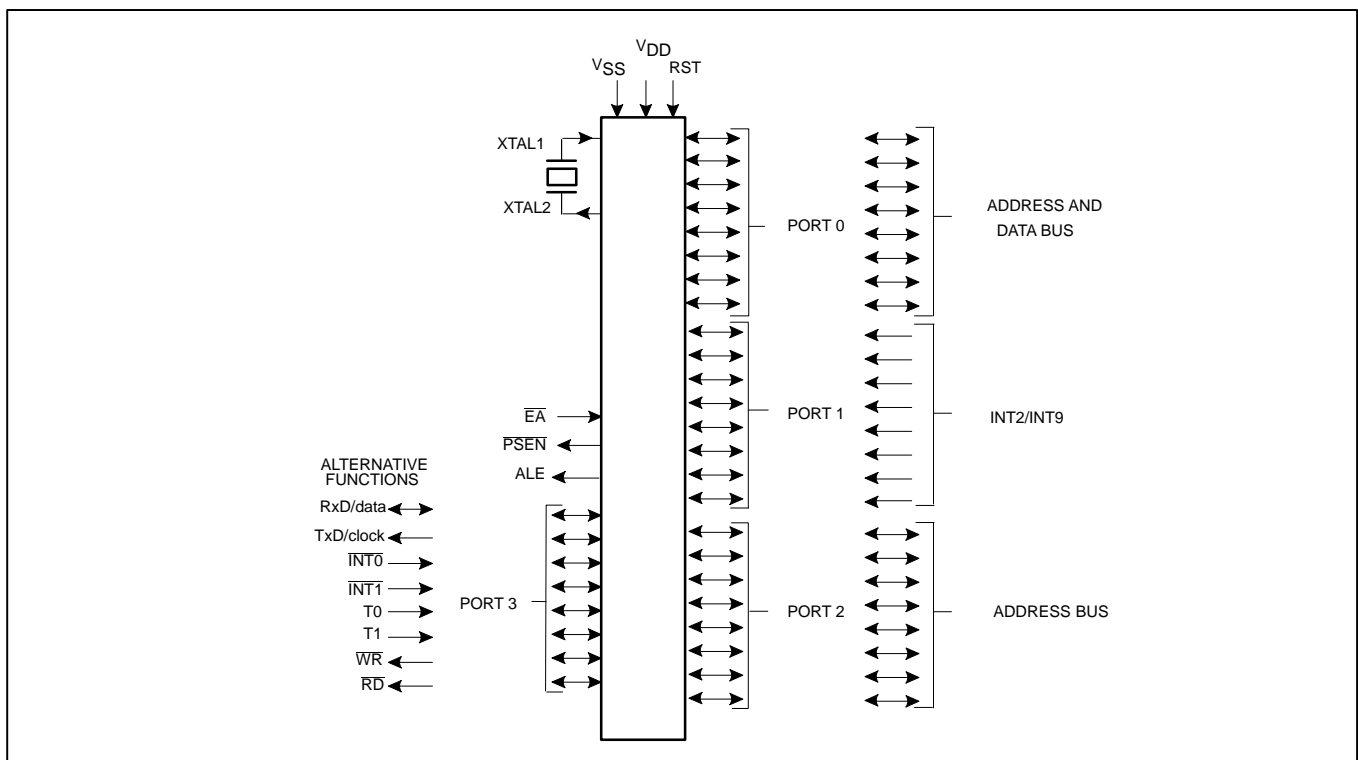 VDD
VSS
RST
XTAL1
XTAL2
PORT 0
ADDRESS AND
DATA BUS
EA
PSEN
ALE
PORT 1
INT2/INT9
ALTERNATIVE
FUNCTIONS
RxD/data
TxD/clock
INT0
INT1
T0
T1
WR
RD
PORT 3
PORT 2
ADDRESS BUS